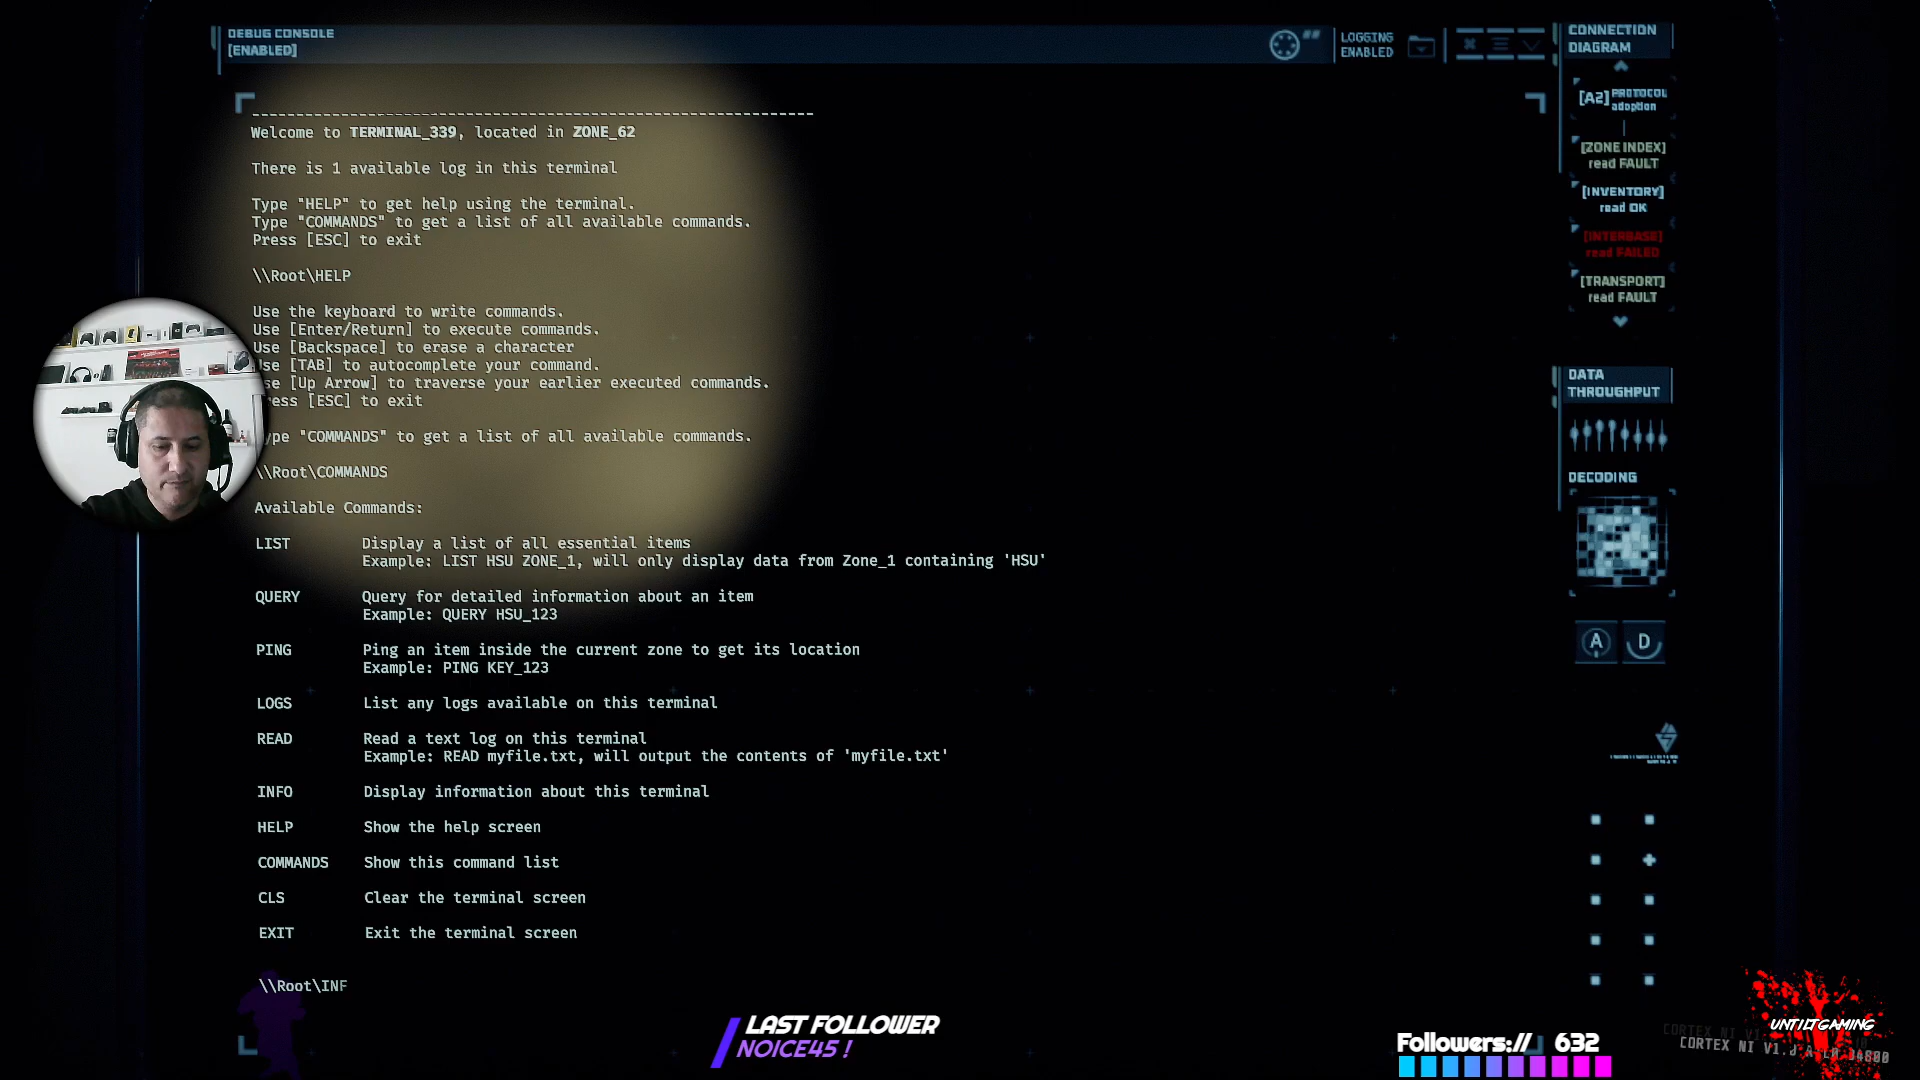 DEBUG CONSOLE
[ENABLED]
LOGGING
ENABLED
CONNECTION
DIAGRAM
[A2] PROTOCOL
adoption
[ZONE INDEX]
read FAULT
[INVENTORY]
read OK
[INTERBASE]
read FAILED
[TRANSPORT]
read FAULT
DATA
THROUGHPUT
DECODING
A D
Welcome to TERMINAL_339, located in ZONE_62
There is 1 available log in this terminal
Type "HELP" to get help using the terminal.
Type "COMMANDS" to get a list of all available commands.
Press [ESC] to exit
\\Root\HELP
Use the keyboard to write commands.
Use [Enter/Return] to execute commands.
Use [Backspace] to erase a character
se [TAB] to autocomplete your command.
se [Up Arrow] to traverse your earlier executed commands.
ess [ESC] to exit
ype "COMMANDS" to get a list of all available commands.
\\Root\COMMANDS
Available Commands:
LIST Display a list of all essential items
Example: LIST HSU ZONE_1, will only display data from Zone_1 containing 'HSU'
QUERY Query for detailed information about an item
Example: QUERY HSU_123
PING Ping an item inside the current zone to get its location
Example: PING KEY_123
LOGS List any logs available on this terminal
READ Read a text log on this terminal
Example: READ myfile.txt, will output the contents of 'myfile.txt'
INFO Display information about this terminal
HELP Show the help screen
COMMANDS Show this command list
CLS Clear the terminal screen
EXIT Exit the terminal screen
\\Root\INF
LAST FOLLOWER
NOICE45 !
Followers:// 632
UNTILTGAMING
CORTEX NI